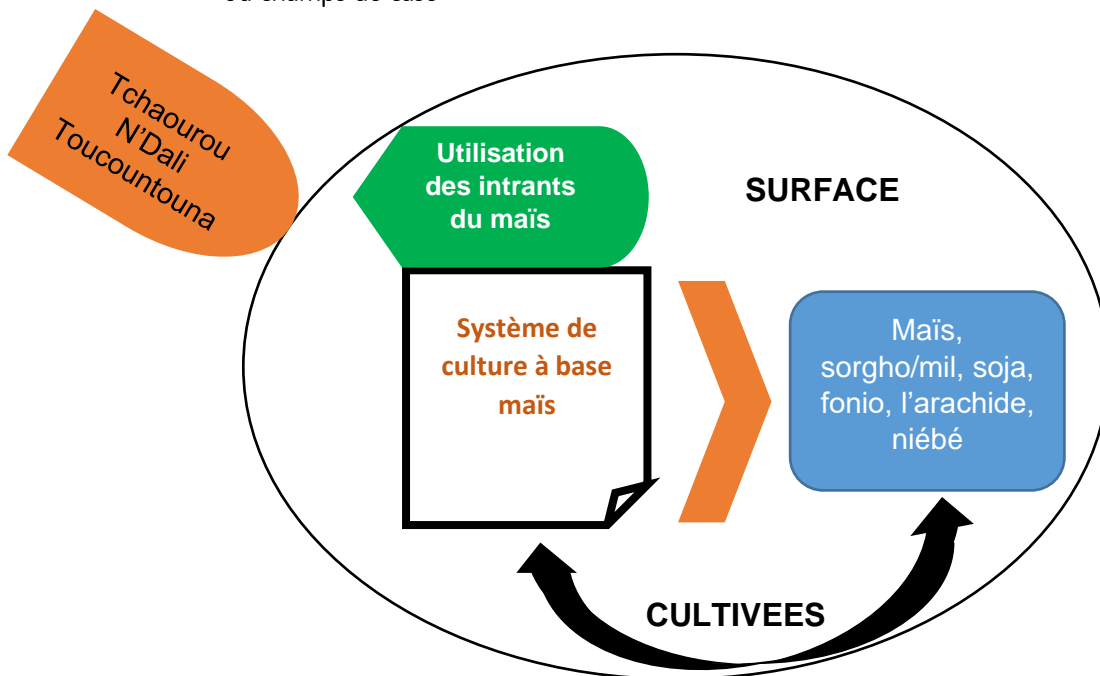 Tchaourou
N'Dali
Toucountouna
Utilisation
des intrants
du maïs
SURFACE
Système de
culture à base
maïs
Maïs,
sorgho/mil, soja,
fonio, l'arachide,
niébé
CULTIVEES